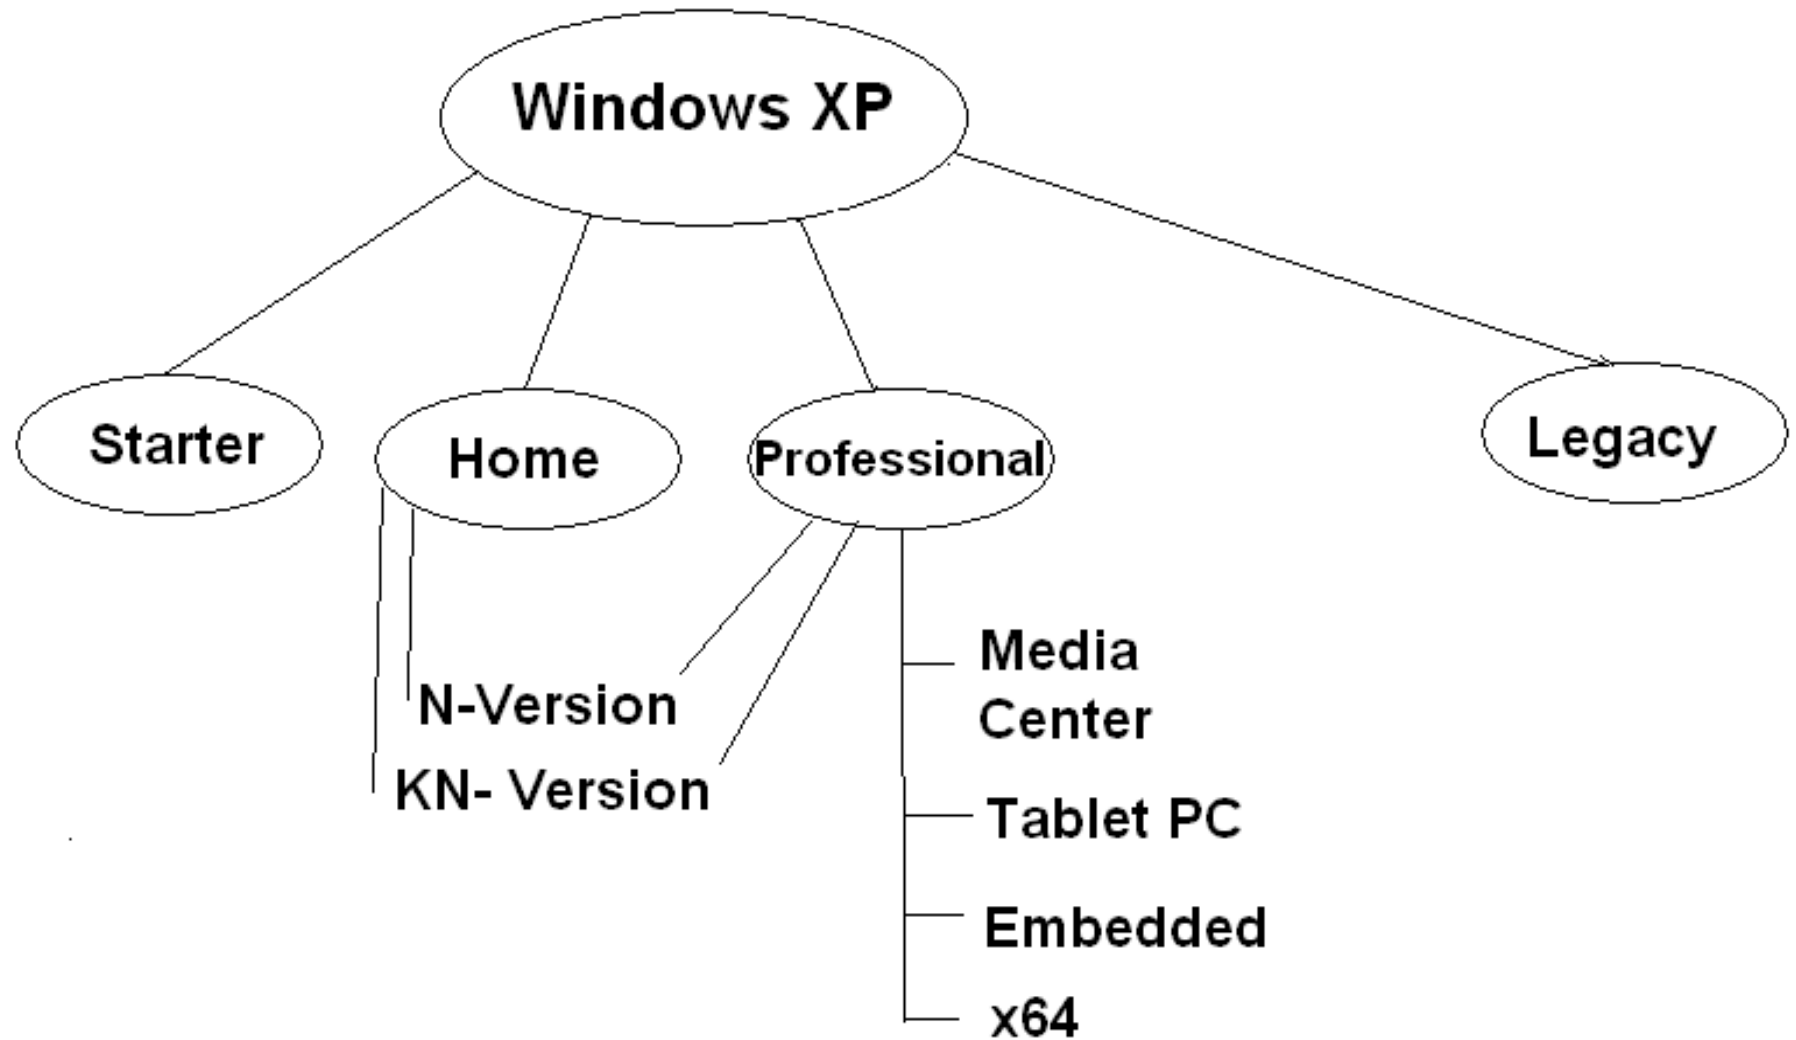 Windows XP
Starter
Home
Professional
Legacy
N-Version
KN- Version
Media
Center
Tablet PC
Embedded
x64